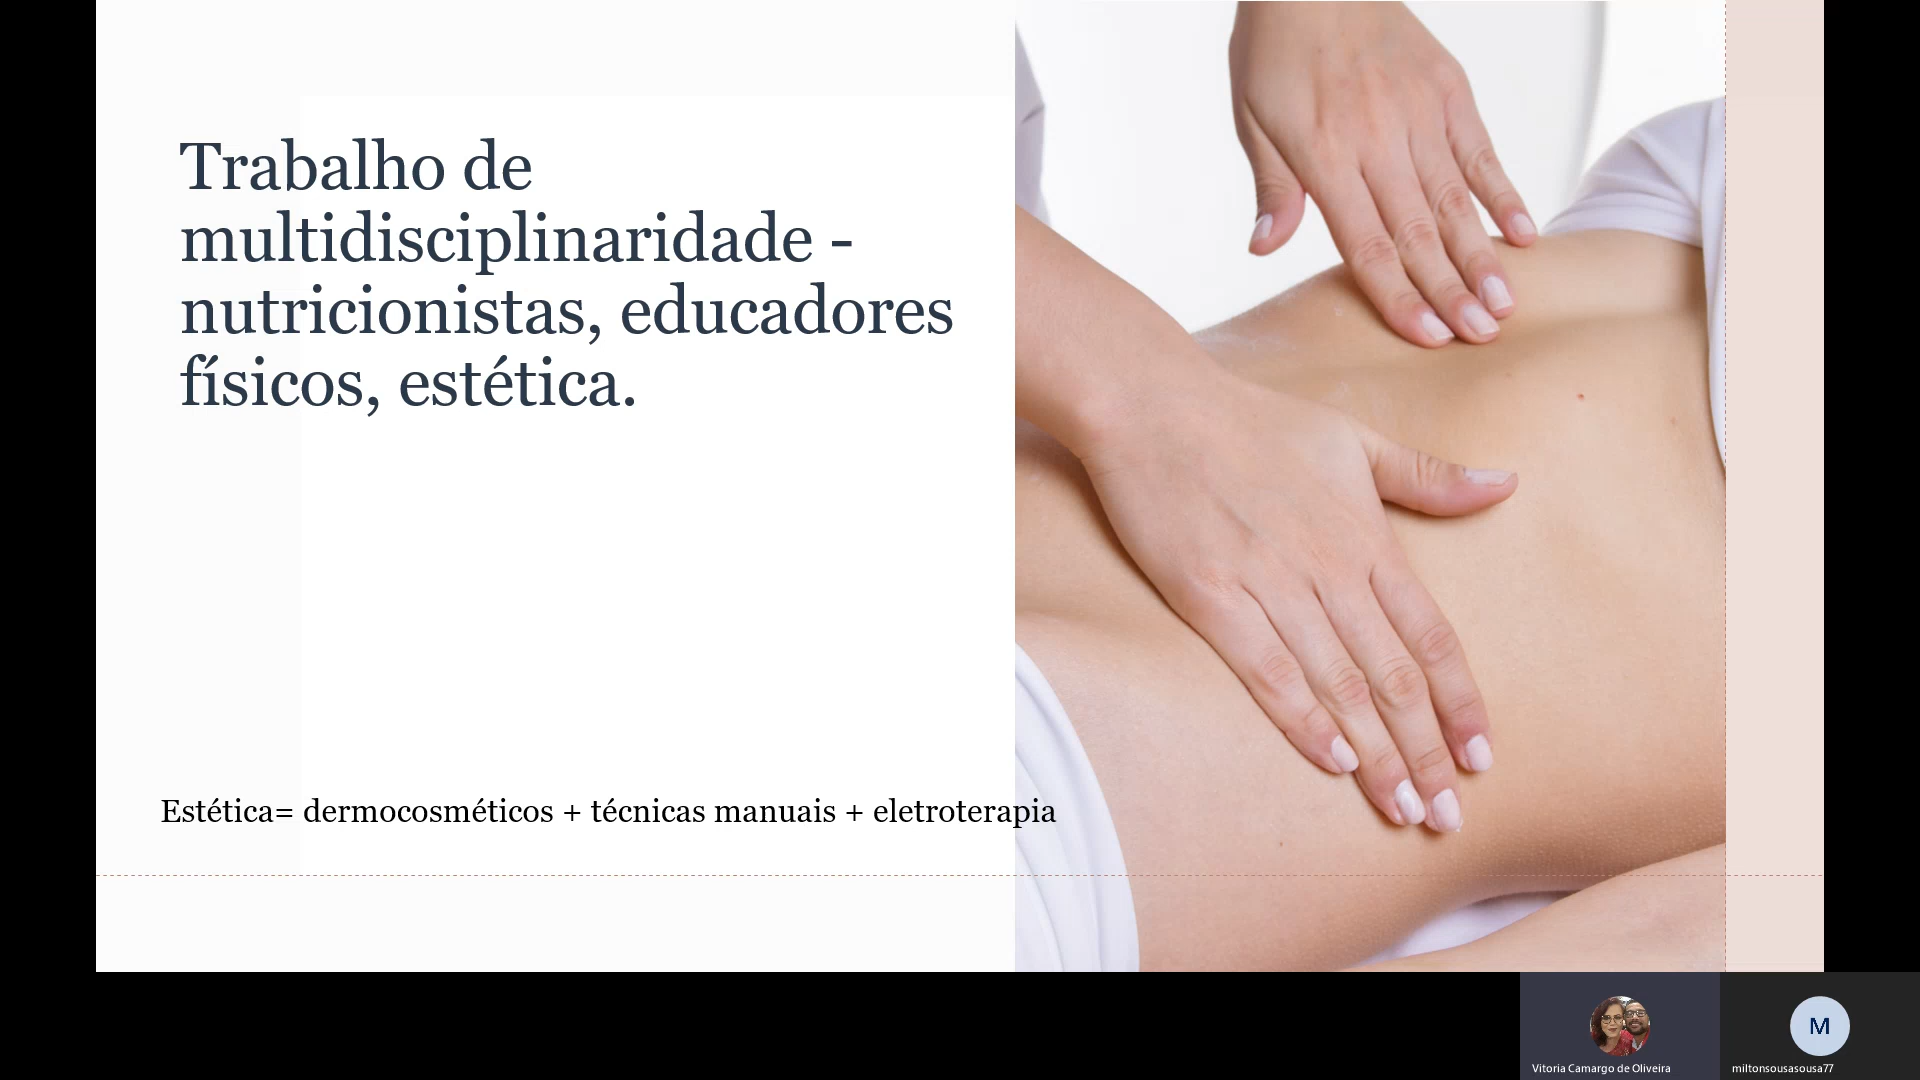 Trabalho de
multidisciplinaridade -
nutricionistas, educadores
físicos, estética.
Estética= dermocosméticos + técnicas manuais + eletroterapia
M
Vitoria Camargo de Oliveira
miltonsousasousa77